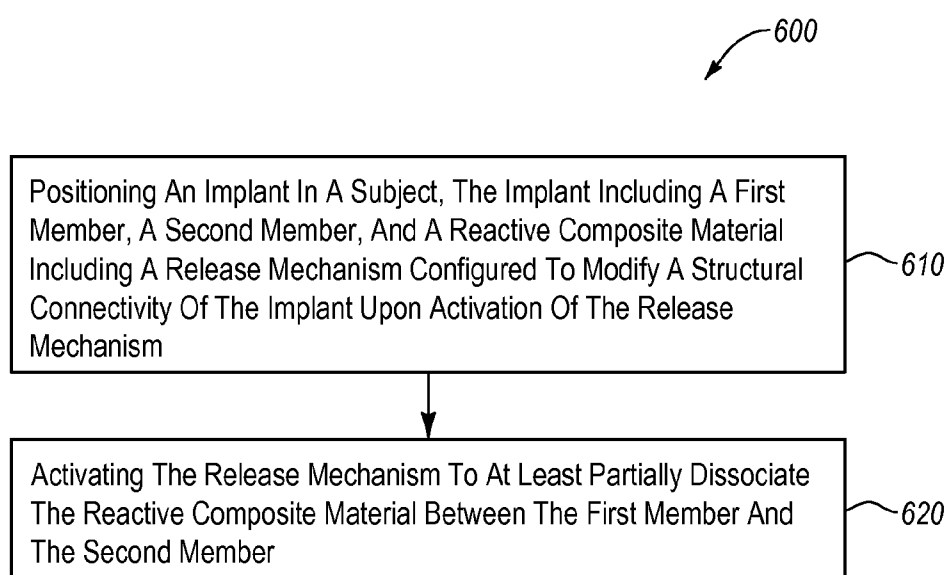 600
Positioning An Implant In A Subject, The Implant Including A First
Member, A Second Member, And A Reactive Composite Material
Including A Release Mechanism Configured To Modify A Structural
Connectivity Of The Implant Upon Activation Of The Release
Mechanism
610
Activating The Release Mechanism To At Least Partially Dissociate
The Reactive Composite Material Between The First Member And
The Second Member
620